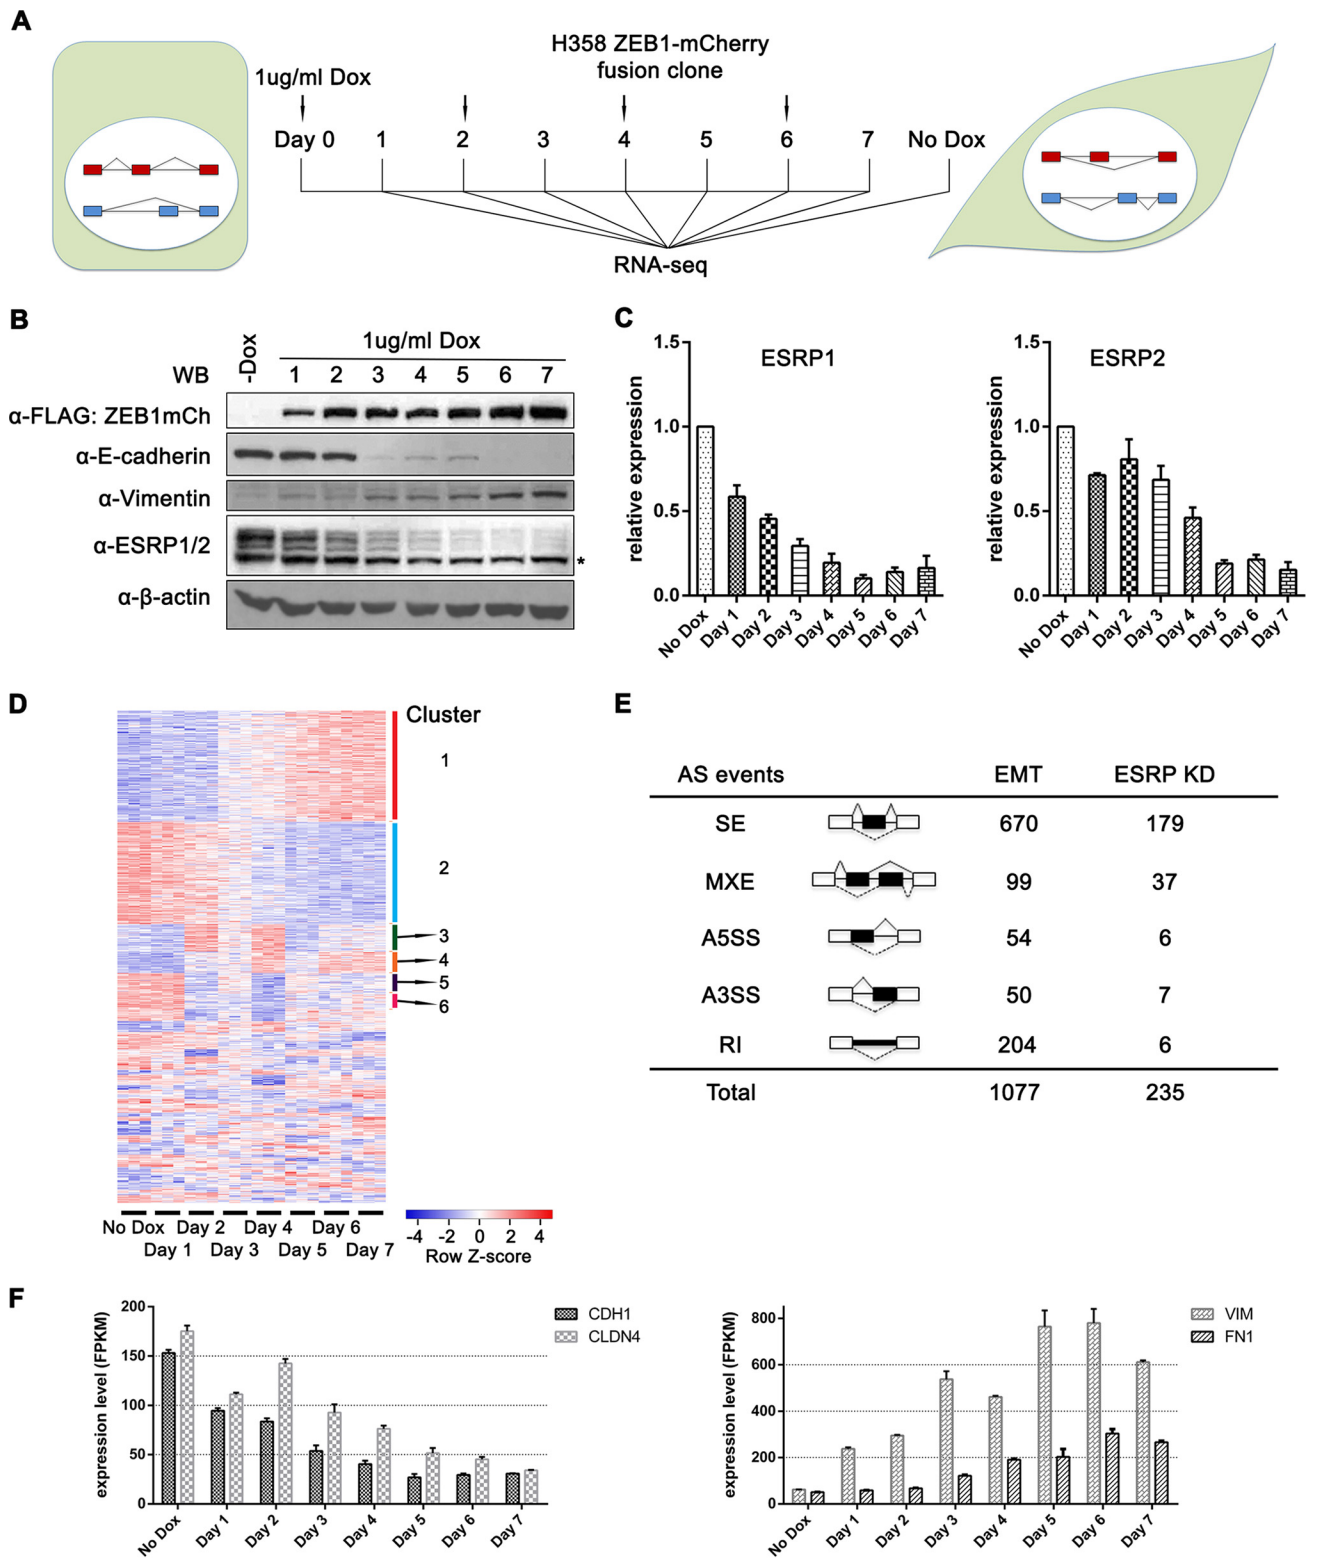 A
H358 ZEB1-mCherry
fusion clone
1ug/ml Dox
Day 0 1 2 3 4 5 6 7 No Dox
RNA-seq
B
-Dox
1ug/ml Dox
WB 1 2 3 4 5 6 7
α-FLAG: ZEB1mCh
α-E-cadherin
α-Vimentin
α-ESRP1/2
*
α-β-actin
C
ESRP1
relative expression
1.5
1.0
0.5
0.0
No Dox Day 1 Day 2 Day 3 Day 4 Day 5 Day 6 Day 7
ESRP2
relative expression
1.5
1.0
0.5
0.0
No Dox Day 1 Day 2 Day 3 Day 4 Day 5 Day 6 Day 7
D
Cluster
1
2
3
4
5
6
No Dox Day 2 Day 4 Day 6
Day 1 Day 3 Day 5 Day 7
-4 -2 0 2 4
Row Z-score
E
AS events EMT ESRP KD
SE 670 179
MXE 99 37
A5SS 54 6
A3SS 50 7
RI 204 6
Total 1077 235
F
expression level (FPKM)
200
150
100
50
0
No Dox Day 1 Day 2 Day 3 Day 4 Day 5 Day 6 Day 7
CDH1
CLDN4
expression level (FPKM)
800
600
400
200
0
No Dox Day 1 Day 2 Day 3 Day 4 Day 5 Day 6 Day 7
VIM
FN1